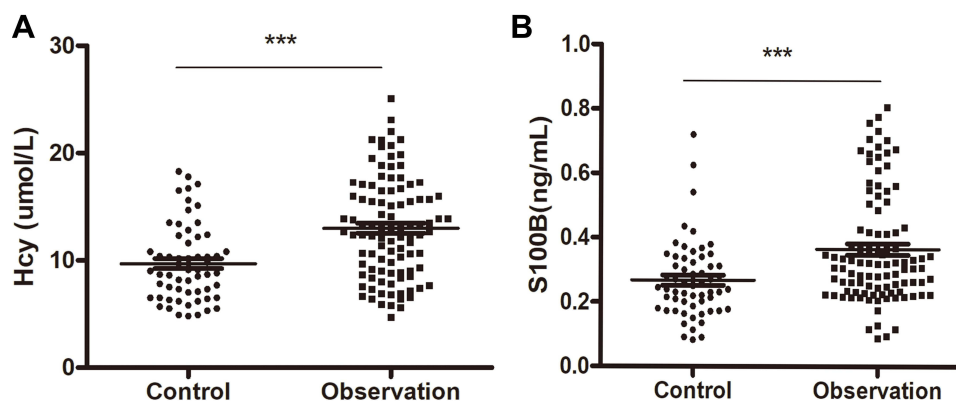 A
Hcy (umol/L)
30
20
10
0
***
Control
Observation
B
S100B(ng/mL)
1.0
0.8
0.6
0.4
0.2
0.0
***
Control
Observation